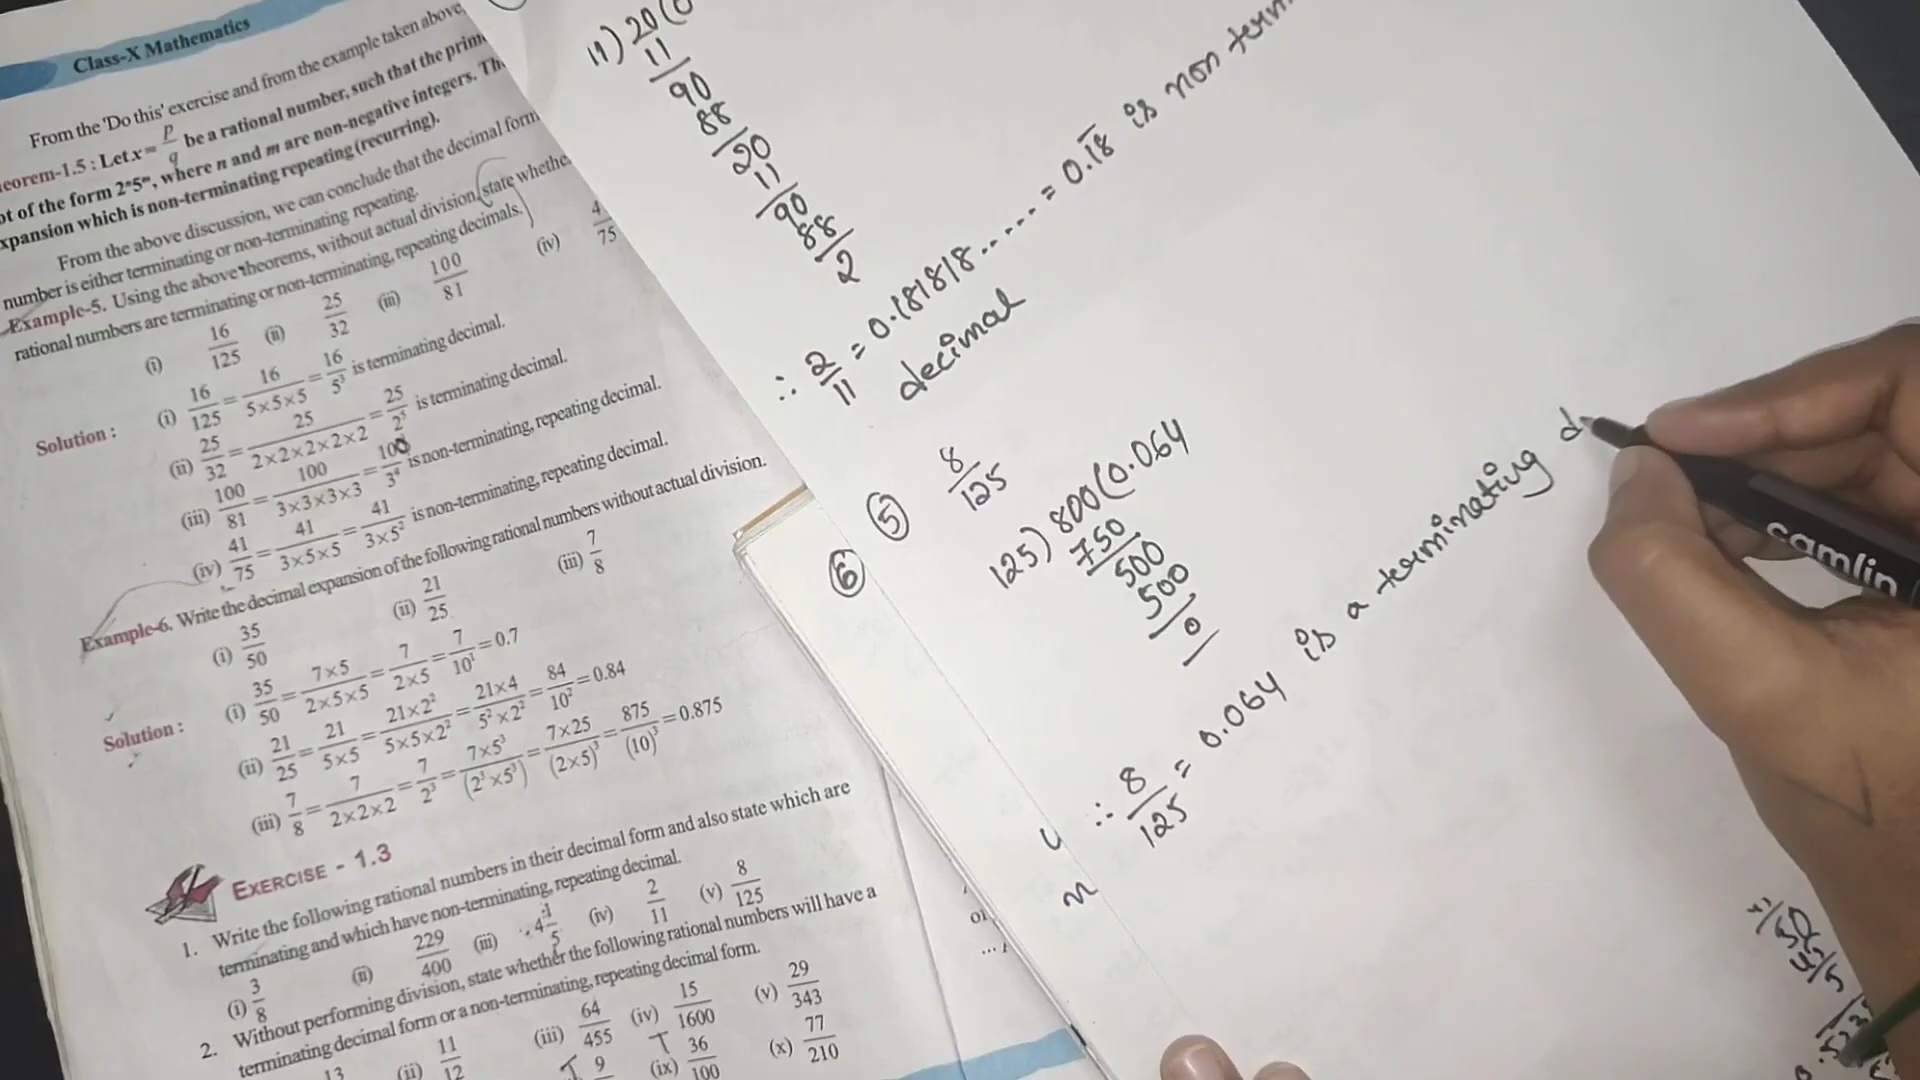 Class-X Mathematics
From the 'Do this' exercise and from the example taken above,
eorem-1.5 : Let x = p/q be a rational number, such that the prim
ot of the form 2ⁿ5ᵐ, where n and m are non-negative integers. Th
xpansion which is non-terminating repeating (recurring).
From the above discussion, we can conclude that the decimal form
number is either terminating or non-terminating repeating.
Example-5. Using the above theorems, without actual division, state whethe
rational numbers are terminating or non-terminating, repeating decimals.
(i) 16/125 (ii) 25/32 (iii) 100/81 (iv) 4 /75
Solution : (i) 16/125 = 16/5×5×5 = 16/5³ is terminating decimal.
(ii) 25/32 = 25/2×2×2×2×2 = 25/2⁵ is terminating decimal.
(iii) 100/81 = 100/3×3×3×3 = 100/3⁴ is non-terminating, repeating decimal.
(iv) 41/75 = 41/3×5×5 = 41/3×5² is non-terminating, repeating decimal.
Example-6. Write the decimal expansion of the following rational numbers without actual division.
(i) 35/50 (ii) 21/25 (iii) 7/8
Solution : (i) 35/50 = 7×5/2×5×5 = 7/2×5 = 7/10¹ = 0.7
(ii) 21/25 = 21/5×5 = 21×2²/5×5×2² = 21×4/5²×2² = 84/10² = 0.84
(iii) 7/8 = 7/2×2×2 = 7/2³ = 7×5³/(2³×5³) = 7×25/(2×5)³ = 875/(10)³ = 0.875
EXERCISE - 1.3
1. Write the following rational numbers in their decimal form and also state which are
terminating and which have non-terminating, repeating decimal.
(i) 3/8 (ii) 229/400 (iii) 4 1/5 (iv) 2/11 (v) 8/125
2. Without performing division, state whether the following rational numbers will have a
terminating decimal form or a non-terminating, repeating decimal form.
13 (ii) 11/12 (iii) 64/455 (iv) 15/1600 (v) 29/343
9 (ix) 36/100 (x) 77/210
11) 20 (0
11
90
88
20
11
90
88
2
∴ 2/11 = 0.181818...... = 0.1̅8̅ is non term
decimal
⑤ 8/125
⑥
125) 800 (0.064
750
500
500
0
∴ 8/125 = 0.064 is a terminating d
camlin